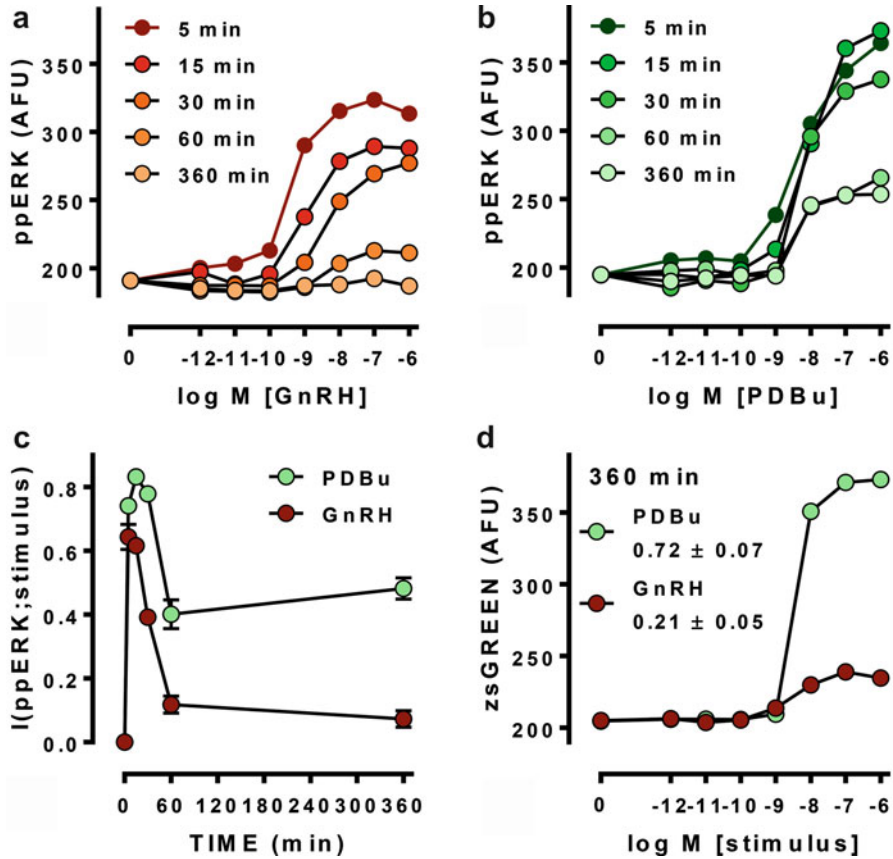 a
ppERK (AFU)
350
300
250
200
5 min
15 min
30 min
60 min
360 min
0 -12 -11 -10 -9 -8 -7 -6
log M [GnRH]
b
ppERK (AFU)
350
300
250
200
5 min
15 min
30 min
60 min
360 min
0 -12 -11 -10 -9 -8 -7 -6
log M [PDBu]
c
I(ppERK;stimulus)
0.8
0.6
0.4
0.2
0.0
PDBu
GnRH
0 60 120 180 240 300 360
TIME (min)
d
zsGREEN (AFU)
350
300
250
200
360 min
PDBu
0.72 ± 0.07
GnRH
0.21 ± 0.05
0 -12 -11 -10 -9 -8 -7 -6
log M [stimulus]